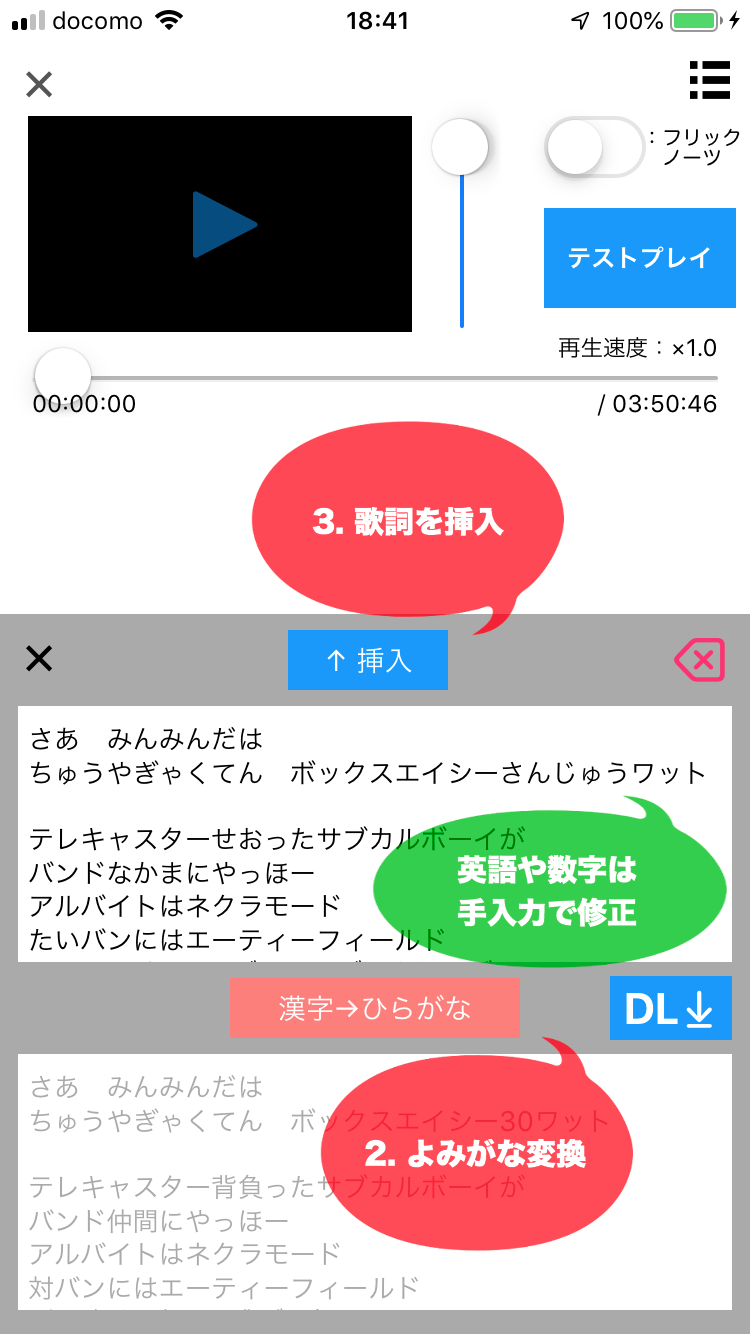 docomo 18:41 100%
：フリック
ノーツ
テストプレイ
再生速度：×1.0
00:00:00 / 03:50:46
3. 歌詞を挿入
↑ 挿入
さあ　みんみんだは
ちゅうやぎゃくてん　ボックスエイシーさんじゅうワット
テレキャスターせおったサブカルボーイが
バンドなかまにやっほー
アルバイトはネクラモード
たいバンにはエーティーフィールド
英語や数字は
手入力で修正
漢字→ひらがな
DL↓
さあ　みんみんだは
ちゅうやぎゃくてん　ボックスエイシー30ワット
2. よみがな変換
テレキャスター背負ったサブカルボーイが
バンド仲間にやっほー
アルバイトはネクラモード
対バンにはエーティーフィールド